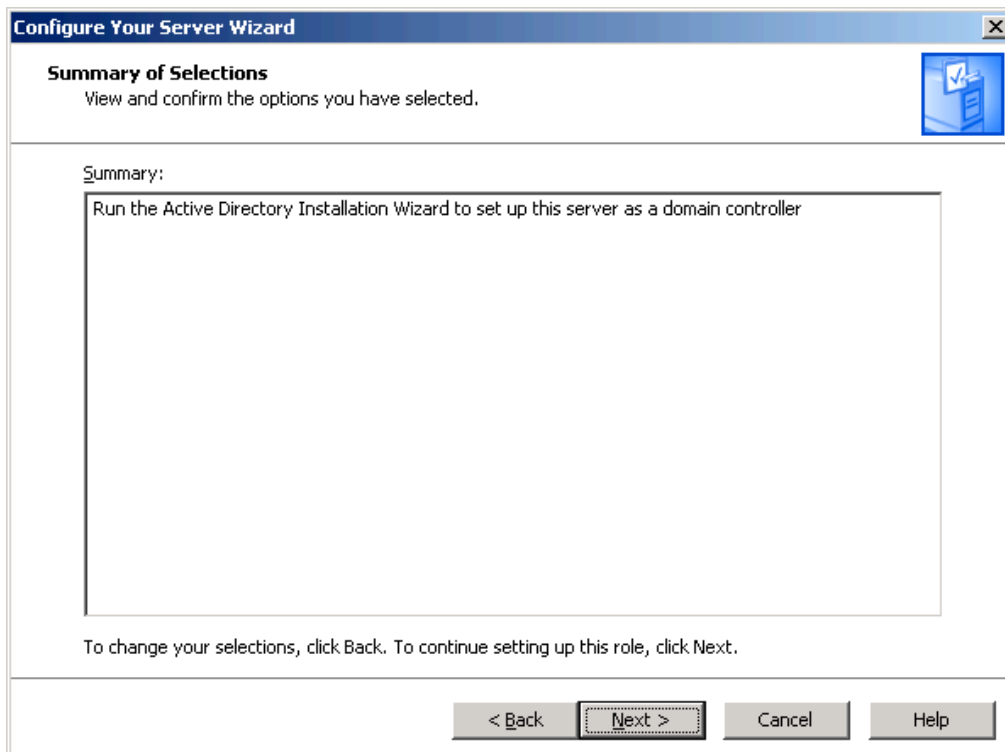 Configure Your Server Wizard
Summary of Selections
View and confirm the options you have selected.
Summary:
Run the Active Directory Installation Wizard to set up this server as a domain controller
To change your selections, click Back. To continue setting up this role, click Next.
< Back Next > Cancel Help